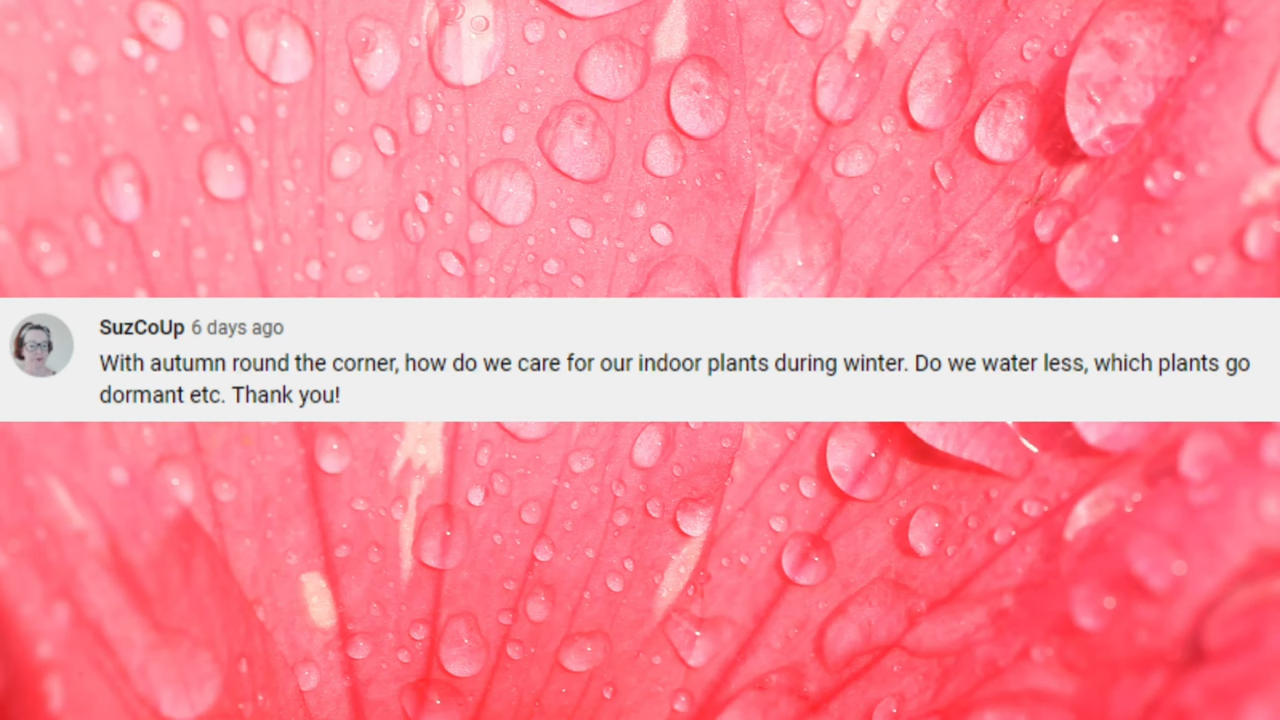 SuzCoUp 6 days ago
With autumn round the corner, how do we care for our indoor plants during winter. Do we water less, which plants go
dormant etc. Thank you!